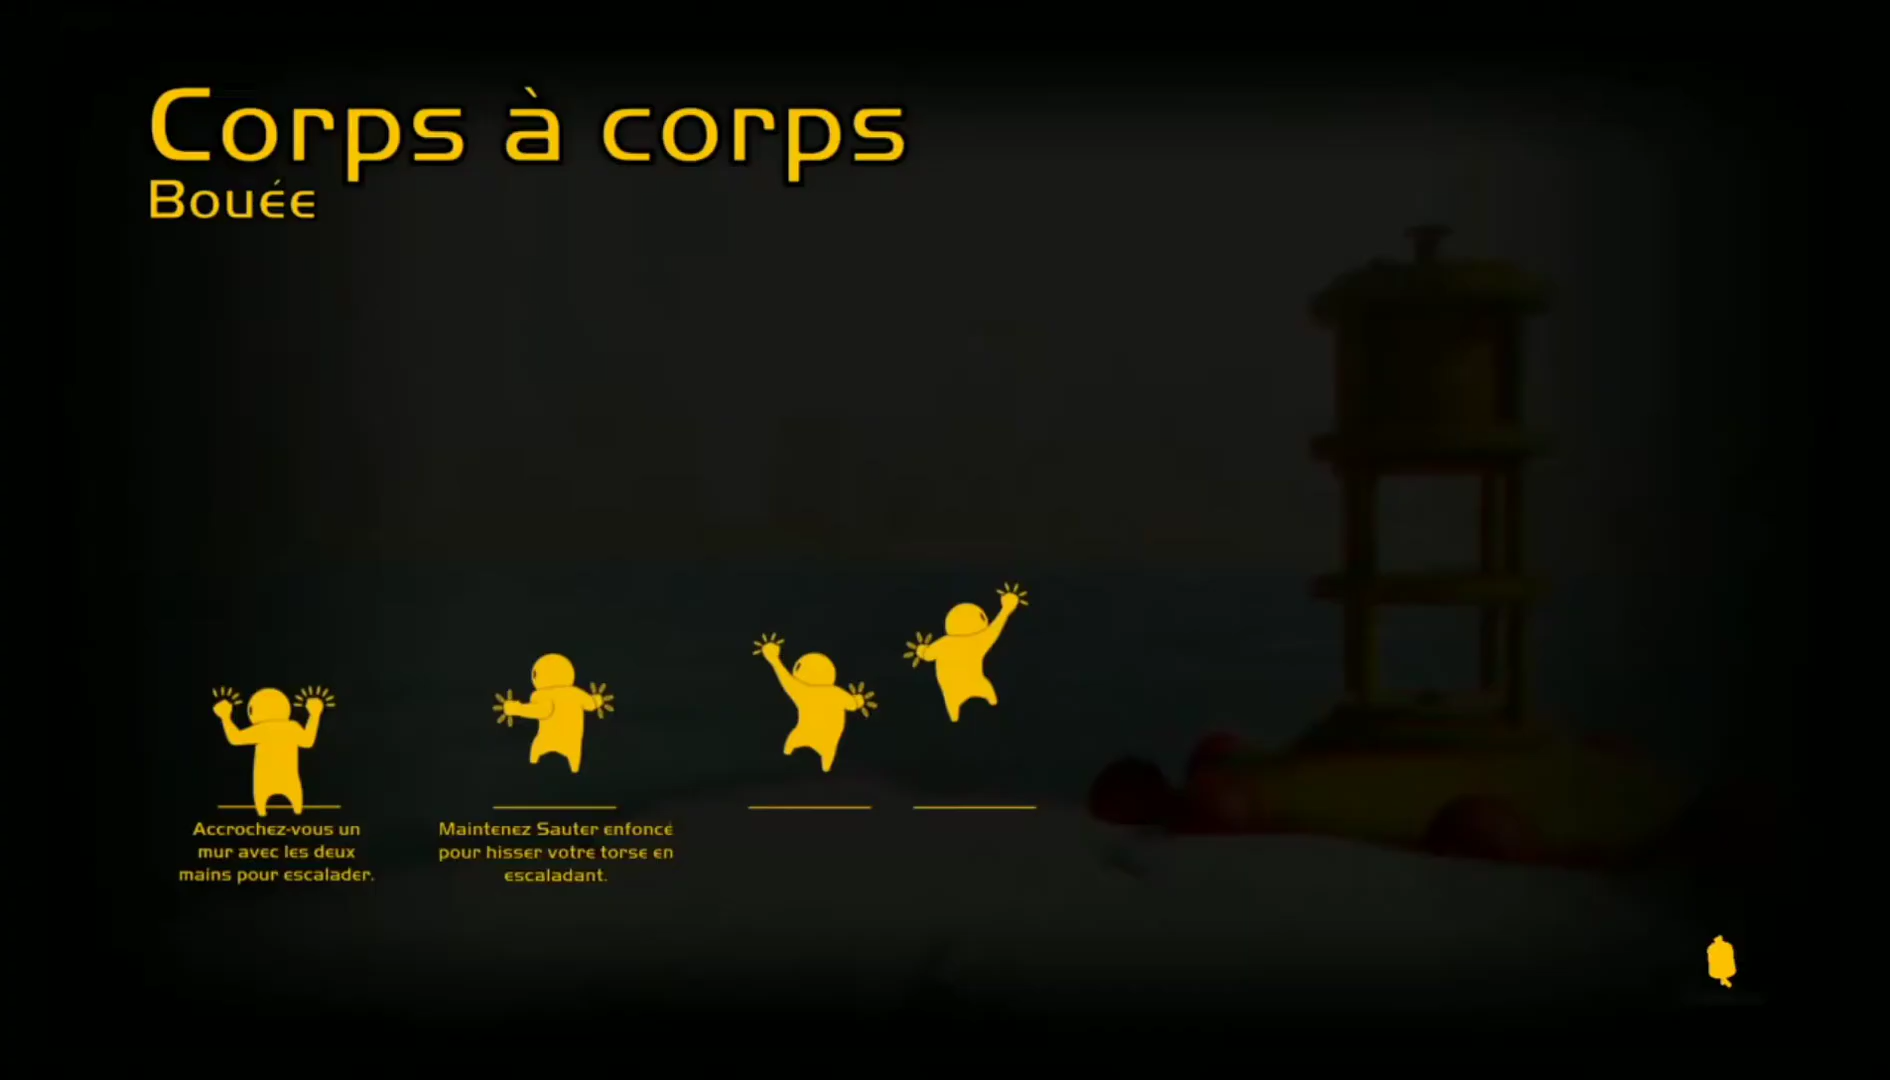 Corps à corps
Bouée
Accrochez-vous un
mur avec les deux
mains pour escalader.
Maintenez Sauter enfoncé
pour hisser votre torse en
escaladant.